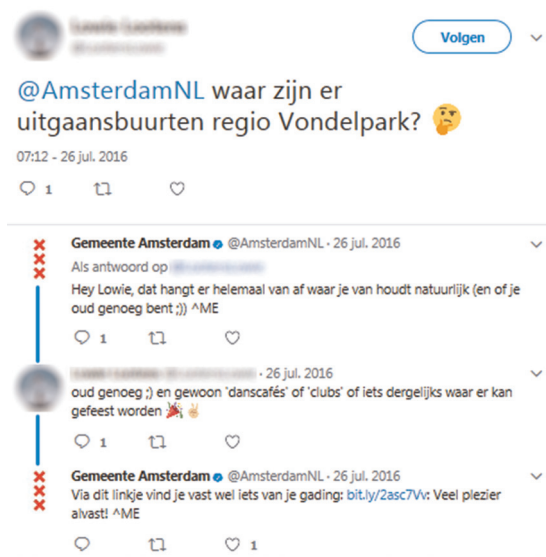 Volgen
@AmsterdamNL waar zijn er
uitgaansbuurten regio Vondelpark? 🤔
07:12 - 26 jul. 2016
1
Gemeente Amsterdam @AmsterdamNL · 26 jul. 2016
Als antwoord op
Hey Lowie, dat hangt er helemaal van af waar je van houdt natuurlijk (en of je
oud genoeg bent ;)) ^ME
1
· 26 jul. 2016
oud genoeg ;) en gewoon 'danscafés' of 'clubs' of iets dergelijks waar er kan
gefeest worden 🎉✌🏼
1
Gemeente Amsterdam @AmsterdamNL · 26 jul. 2016
Via dit linkje vind je vast wel iets van je gading: bit.ly/2asc7Vv: Veel plezier
alvast! ^ME
1